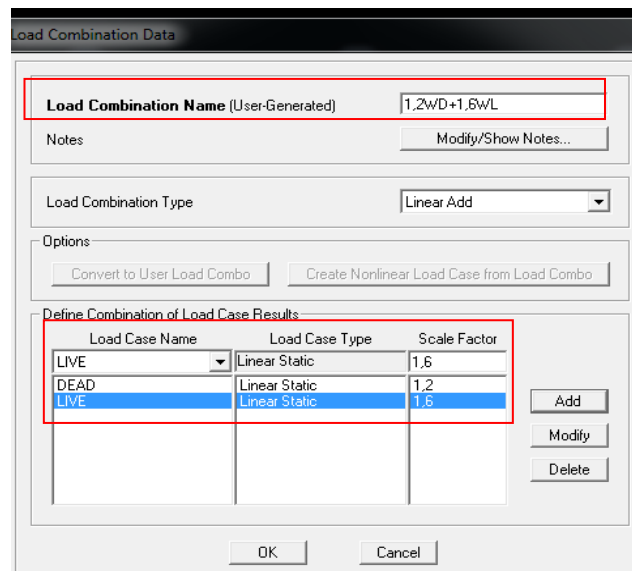 Load Combination Data
Load Combination Name (User-Generated) 1,2WD+1,6WL
Notes Modify/Show Notes...
Load Combination Type Linear Add
Options
Convert to User Load Combo Create Nonlinear Load Case from Load Combo
Define Combination of Load Case Results
Load Case Name Load Case Type Scale Factor
LIVE Linear Static 1,6
DEAD Linear Static 1,2
LIVE Linear Static 1,6
Add
Modify
Delete
OK Cancel